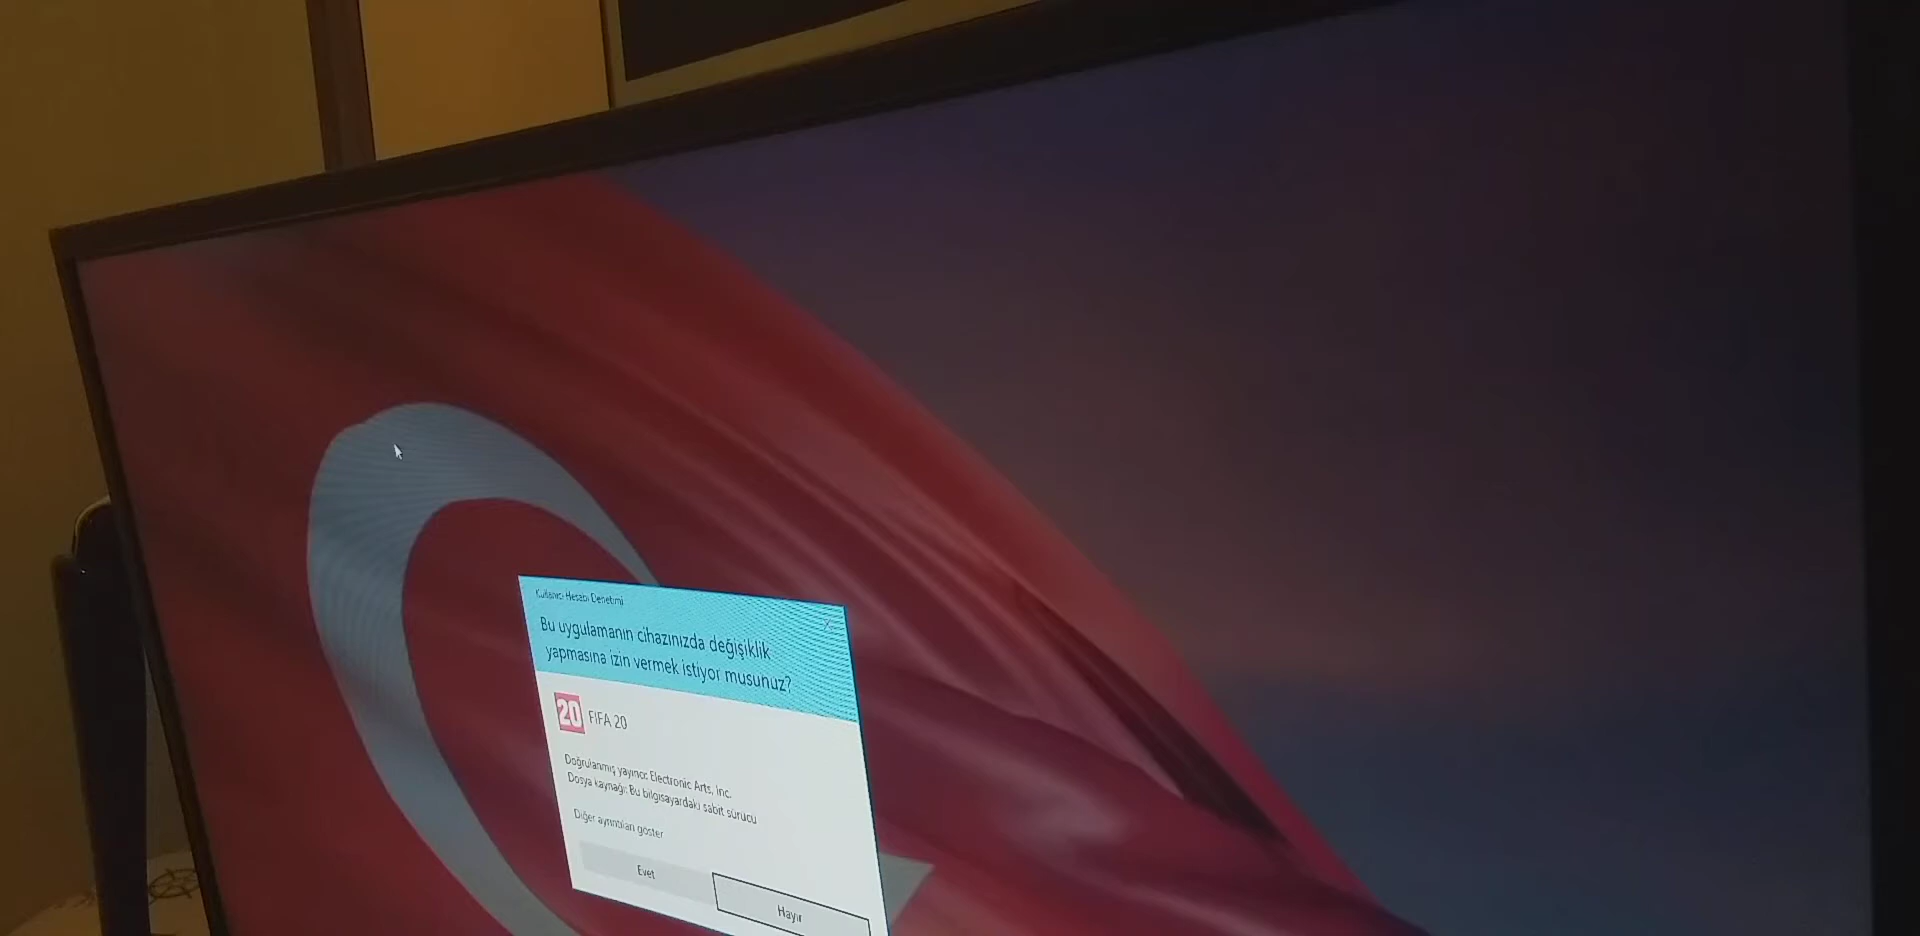 Kullanıcı Hesabı Denetimi
Bu uygulamanın cihazınızda değişiklik
yapmasına izin vermek istiyor musunuz?
20 FIFA 20
Doğrulanmış yayıncı: Electronic Arts, Inc.
Dosya kaynağı: Bu bilgisayardaki sabit sürücü
Diğer ayrıntıları göster
Evet
Hayır